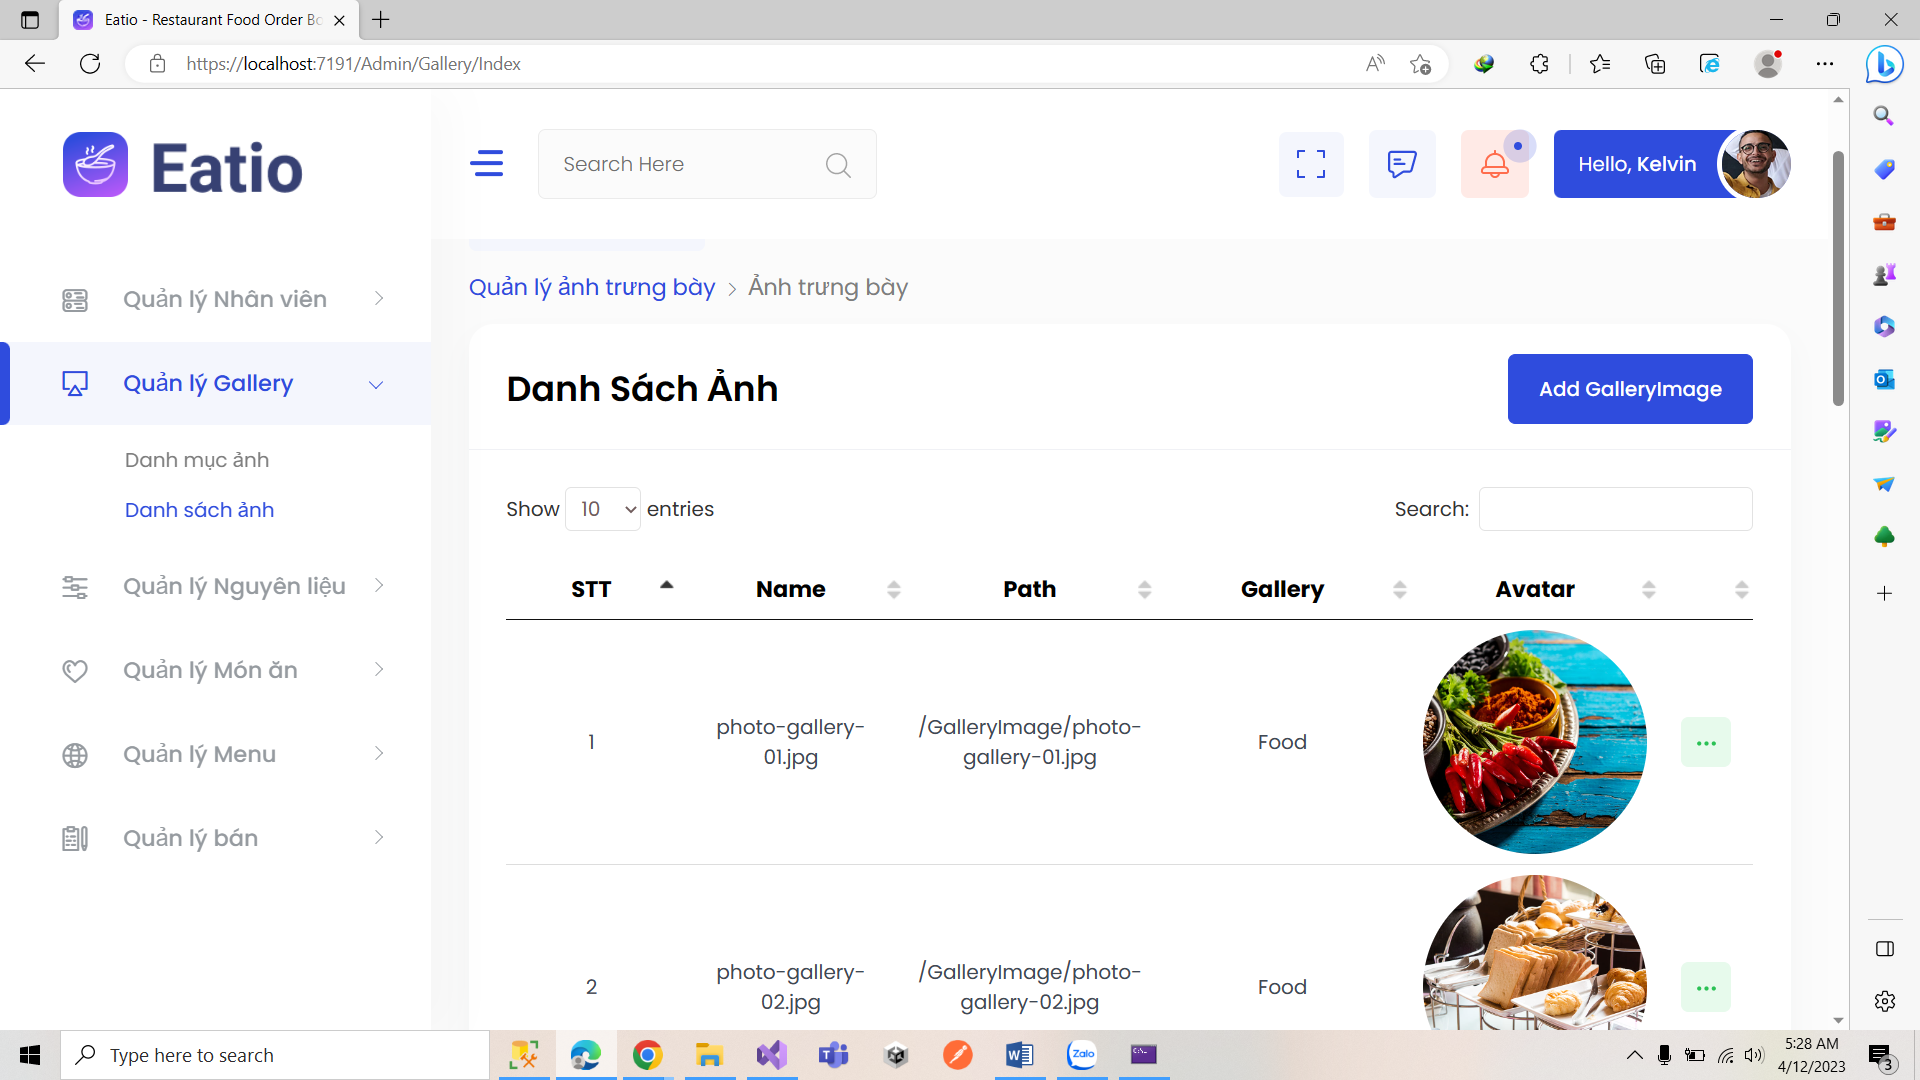 Eatio - Restaurant Food Order Bo
https://localhost:7191/Admin/Gallery/Index
Eatio
Search Here
Hello, Kelvin
Quản lý Nhân viên
Quản lý Gallery
Danh mục ảnh
Danh sách ảnh
Quản lý Nguyên liệu
Quản lý Món ăn
Quản lý Menu
Quản lý bán
Quản lý ảnh trưng bày > Ảnh trưng bày
Danh Sách Ảnh
Add GalleryImage
Show 10 entries
Search:
STT Name Path Gallery Avatar
1 photo-gallery-01.jpg /GalleryImage/photo-gallery-01.jpg Food
2 photo-gallery-02.jpg /GalleryImage/photo-gallery-02.jpg Food
Type here to search
Zalo
5:28 AM
4/12/2023
3